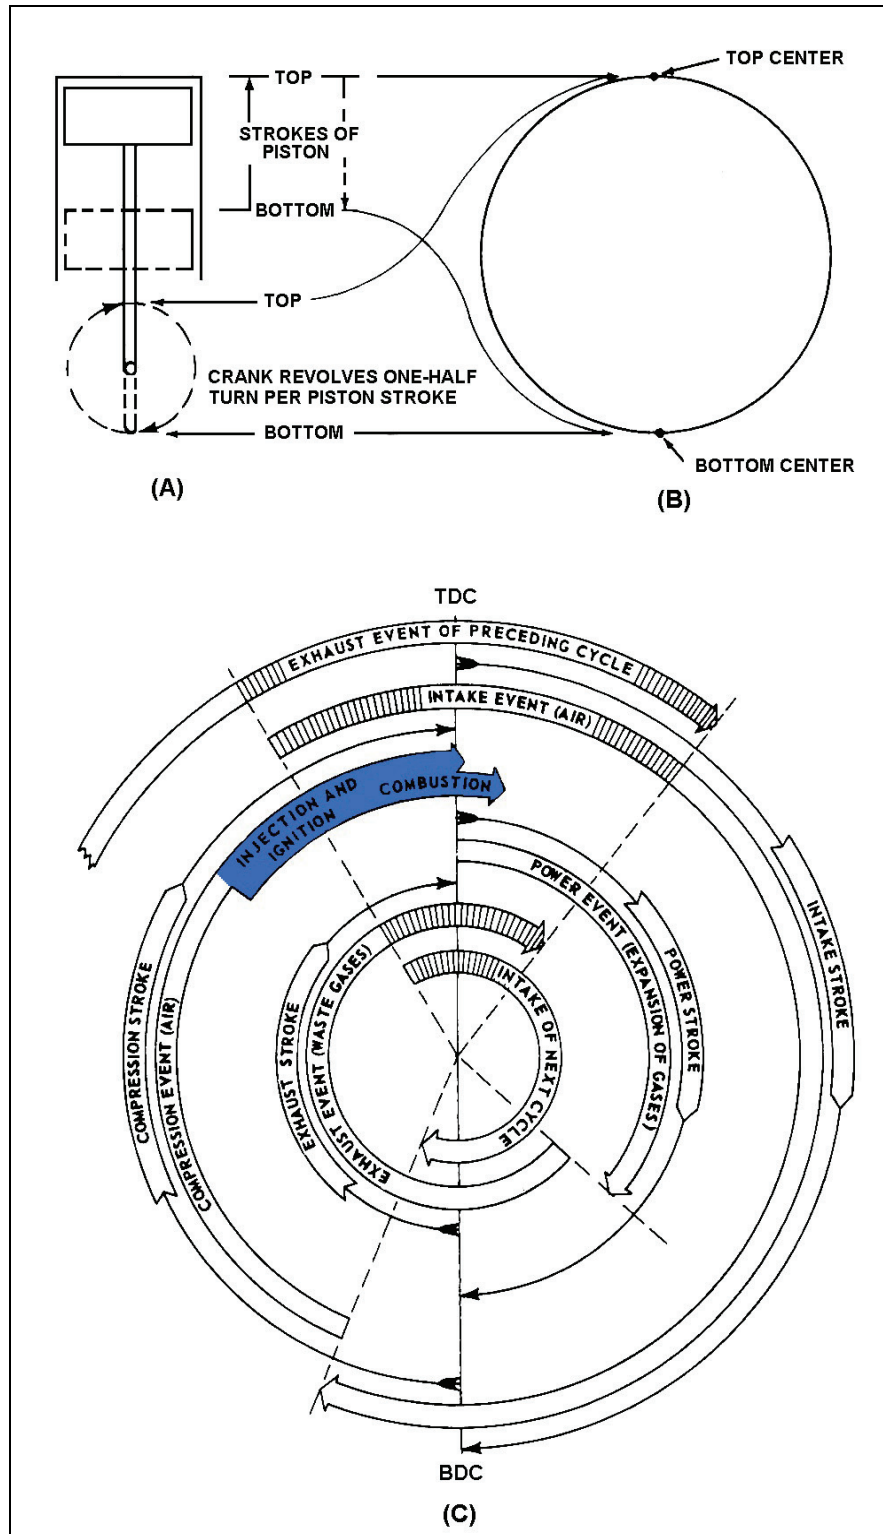 TOP CENTER
TOP
STROKES OF
PISTON
BOTTOM
TOP
CRANK REVOLVES ONE-HALF
TURN PER PISTON STROKE
BOTTOM
BOTTOM CENTER
(A)
(B)
TDC
EXHAUST EVENT OF PRECEDING CYCLE
INTAKE EVENT (AIR)
INJECTION AND
IGNITION
COMBUSTION
POWER EVENT (EXPANSION OF GASES)
POWER STROKE
INTAKE STROKE
COMPRESSION STROKE
COMPRESSION EVENT (AIR)
EXHAUST STROKE
EXHAUST EVENT (WASTE GASES)
INTAKE OF NEXT CYCLE
BDC
(C)